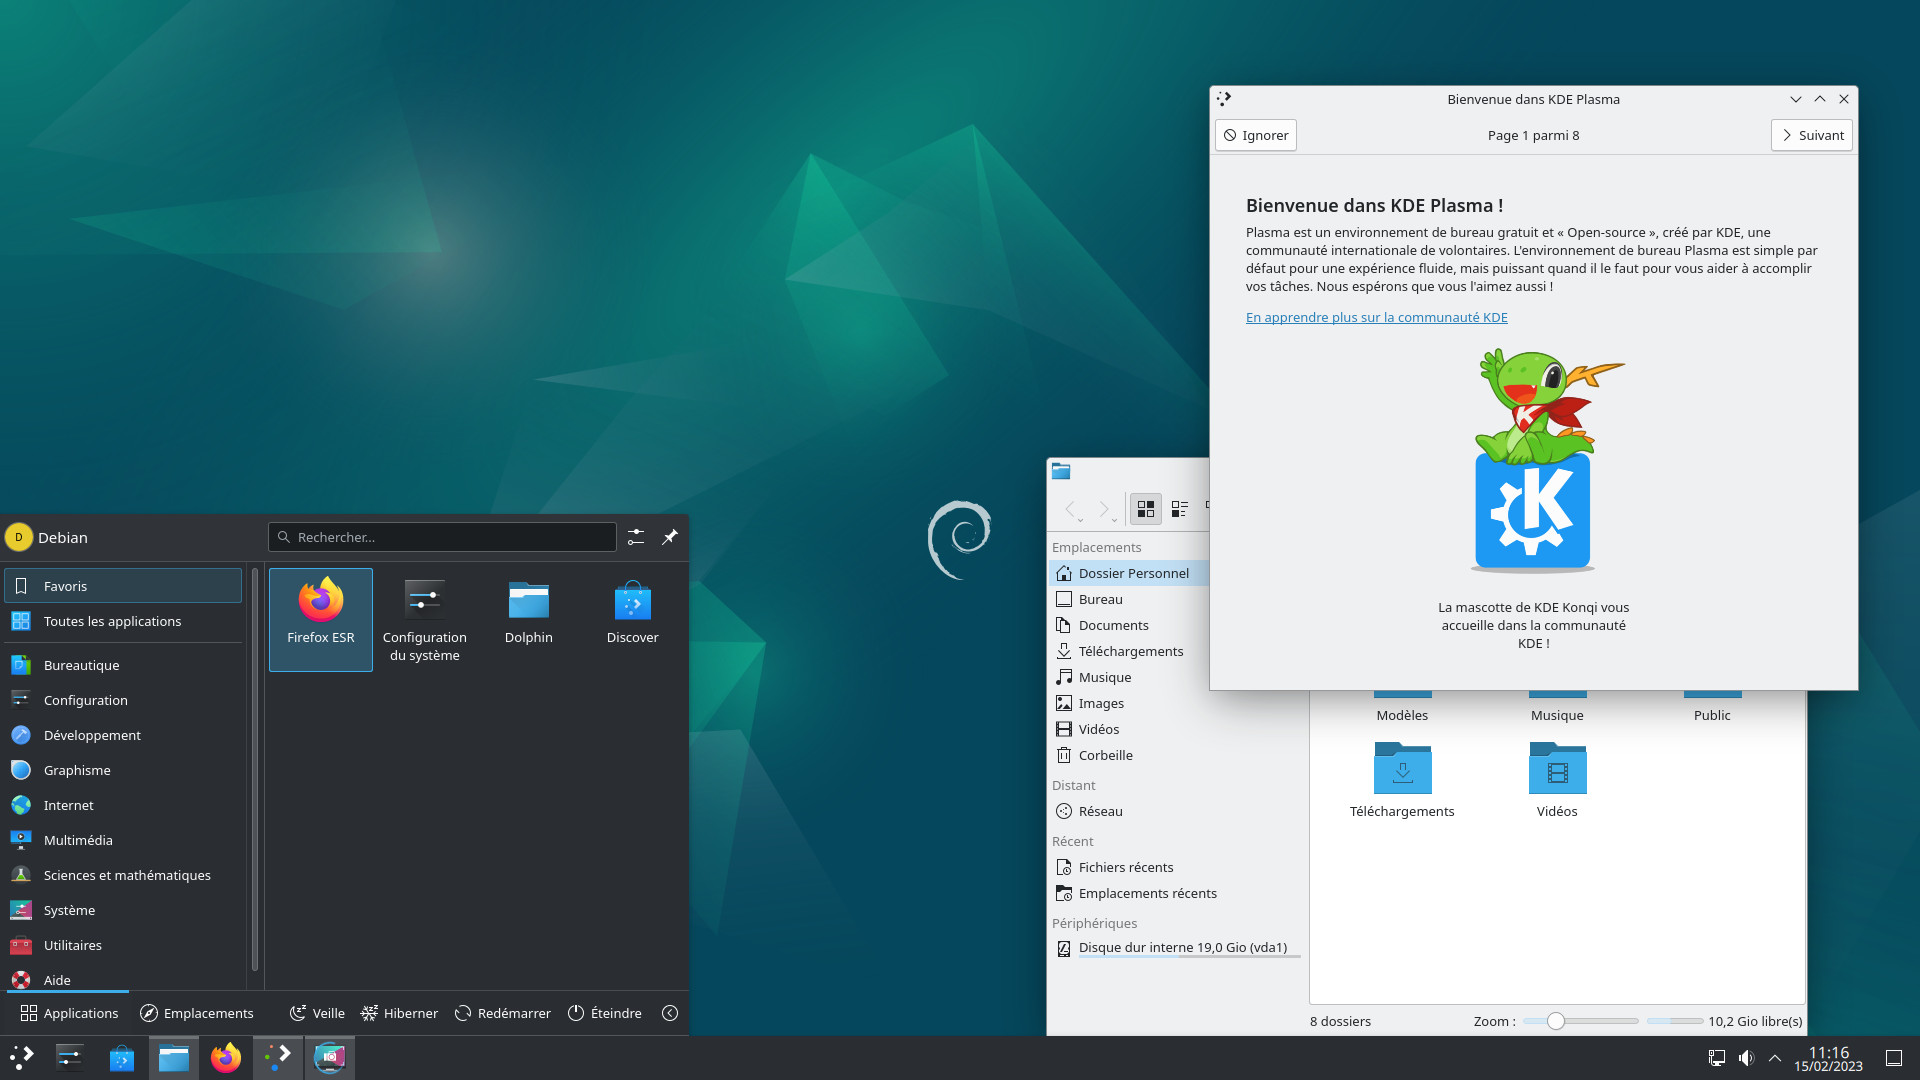 Bienvenue dans KDE Plasma
Ignorer
Page 1 parmi 8
Suivant
Bienvenue dans KDE Plasma !
Plasma est un environnement de bureau gratuit et « Open-source », créé par KDE, une
communauté internationale de volontaires. L'environnement de bureau Plasma est simple par
défaut pour une expérience fluide, mais puissant quand il le faut pour vous aider à accomplir
vos tâches. Nous espérons que vous l'aimez aussi !
En apprendre plus sur la communauté KDE
K
K
La mascotte de KDE Konqi vous
accueille dans la communauté
KDE !
Emplacements
Dossier Personnel
Bureau
Documents
Téléchargements
Musique
Images
Vidéos
Corbeille
Distant
Réseau
Récent
Fichiers récents
Emplacements récents
Périphériques
Disque dur interne 19,0 Gio (vda1)
Modèles
Musique
Public
Téléchargements
Vidéos
8 dossiers
Zoom :
10,2 Gio libre(s)
D
Debian
Rechercher...
Favoris
Toutes les applications
Bureautique
Configuration
Développement
Graphisme
Internet
Multimédia
Sciences et mathématiques
Système
Utilitaires
Aide
Firefox ESR
Configuration
du système
Dolphin
Discover
Applications
Emplacements
Veille
Hiberner
Redémarrer
Éteindre
11:16
15/02/2023